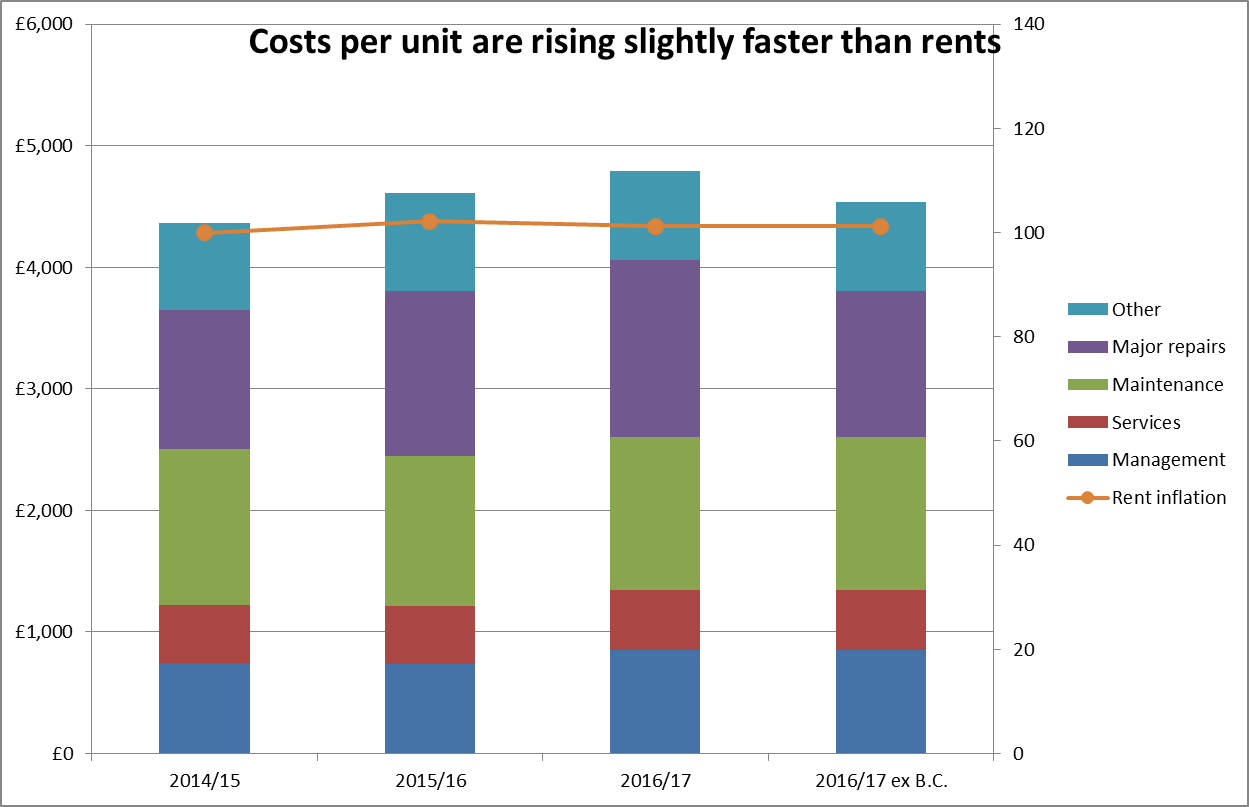 Costs per unit are rising slightly faster than rents
£6,000
£5,000
£4,000
£3,000
£2,000
£1,000
£0
140
120
100
80
60
40
20
0
2014/15
2015/16
2016/17
2016/17 ex B.C.
Other
Major repairs
Maintenance
Services
Management
Rent inflation